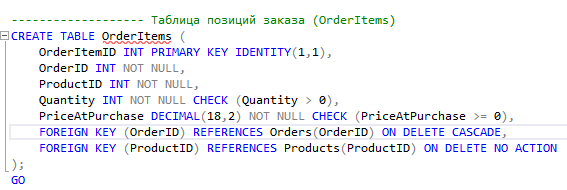 ------------------ Таблица позиций заказа (OrderItems)
CREATE TABLE OrderItems (
OrderItemID INT PRIMARY KEY IDENTITY(1,1),
OrderID INT NOT NULL,
ProductID INT NOT NULL,
Quantity INT NOT NULL CHECK (Quantity > 0),
PriceAtPurchase DECIMAL(18,2) NOT NULL CHECK (PriceAtPurchase >= 0),
FOREIGN KEY (OrderID) REFERENCES Orders(OrderID) ON DELETE CASCADE,
FOREIGN KEY (ProductID) REFERENCES Products(ProductID) ON DELETE NO ACTION
);
GO